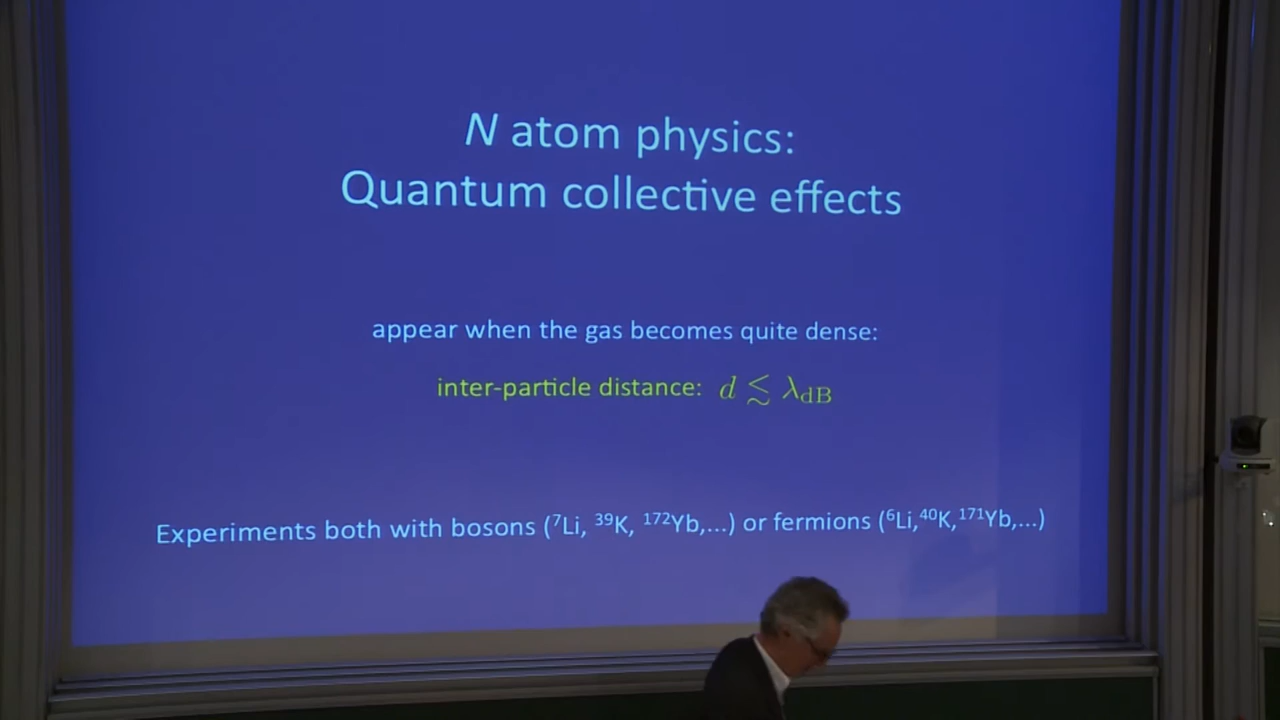 N atom physics:
Quantum collective effects
appear when the gas becomes quite dense:
inter-particle distance: d ≲ λ_dB
Experiments both with bosons (⁷Li, ³⁹K, ¹⁷²Yb,...) or fermions (⁶Li,⁴⁰K,¹⁷¹Yb,...)